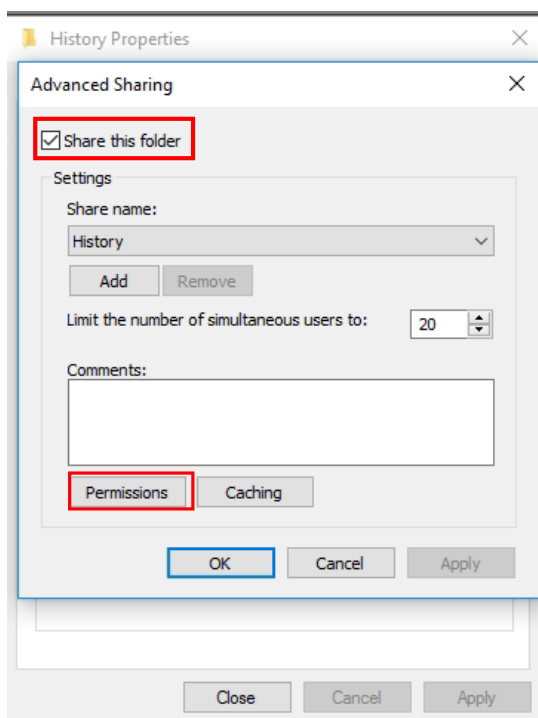 History Properties
Advanced Sharing
Share this folder
Settings
Share name:
History
Add Remove
Limit the number of simultaneous users to: 20
Comments:
Permissions Caching
OK Cancel Apply
Close Cancel Apply